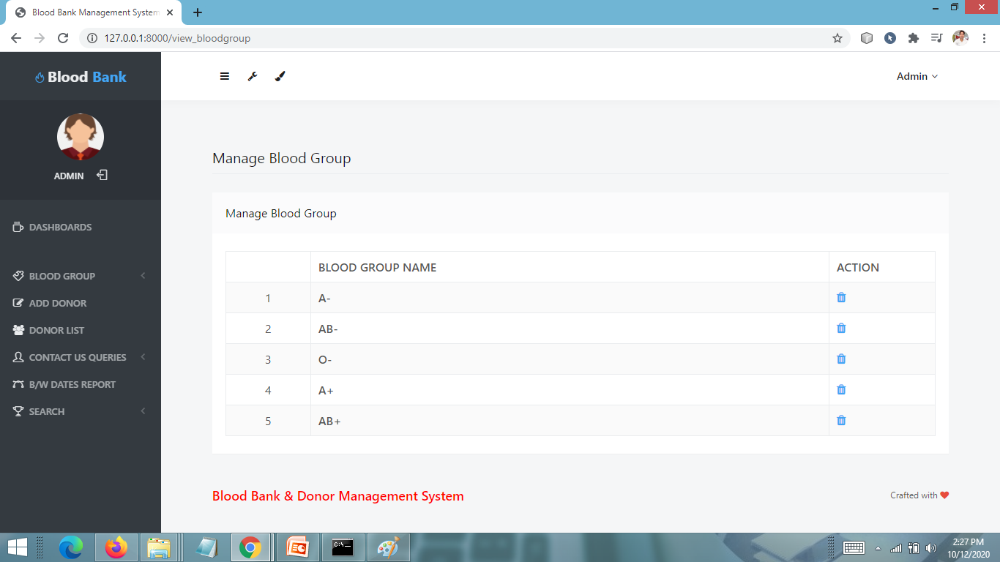 Blood Bank Management System
127.0.0.1:8000/view_bloodgroup
Blood Bank
Admin
ADMIN
Manage Blood Group
DASHBOARDS
Manage Blood Group
BLOOD GROUP NAME ACTION
BLOOD GROUP
1 A-
ADD DONOR
2 AB-
DONOR LIST
3 O-
CONTACT US QUERIES
4 A+
B/W DATES REPORT
5 AB+
SEARCH
Blood Bank & Donor Management System
Crafted with
2:27 PM
10/12/2020